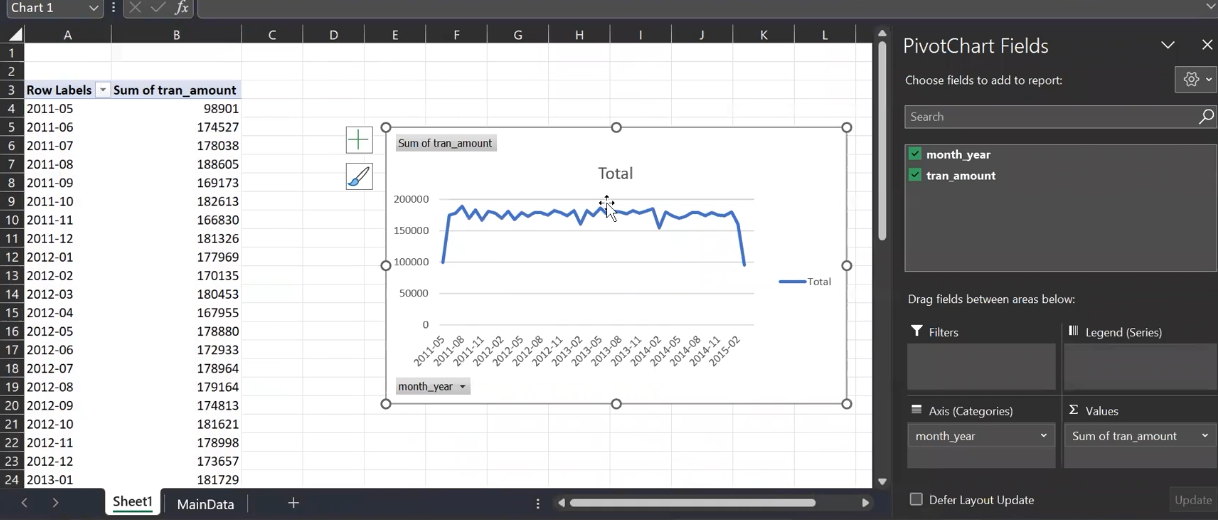 Chart 1
fx
A B C D E F G H I J K L
1
2
3 Row Labels Sum of tran_amount
4 2011-05 98901
5 2011-06 174527
6 2011-07 178038
7 2011-08 188605
8 2011-09 169173
9 2011-10 182613
10 2011-11 166830
11 2011-12 181326
12 2012-01 177969
13 2012-02 170135
14 2012-03 180453
15 2012-04 167955
16 2012-05 178880
17 2012-06 172933
18 2012-07 178964
19 2012-08 179164
20 2012-09 174813
21 2012-10 181621
22 2012-11 178998
23 2012-12 173657
24 2013-01 181729
Sum of tran_amount
Total
200000
150000
100000
50000
0
2011-05 2011-08 2011-11 2012-02 2012-05 2012-08 2012-11 2013-02 2013-05 2013-08 2013-11 2014-02 2014-05 2014-08 2014-11 2015-02
Total
month_year
Sheet1 MainData
PivotChart Fields
Choose fields to add to report:
Search
month_year
tran_amount
Drag fields between areas below:
Filters
Legend (Series)
Axis (Categories)
Σ Values
month_year
Sum of tran_amount
Defer Layout Update
Update